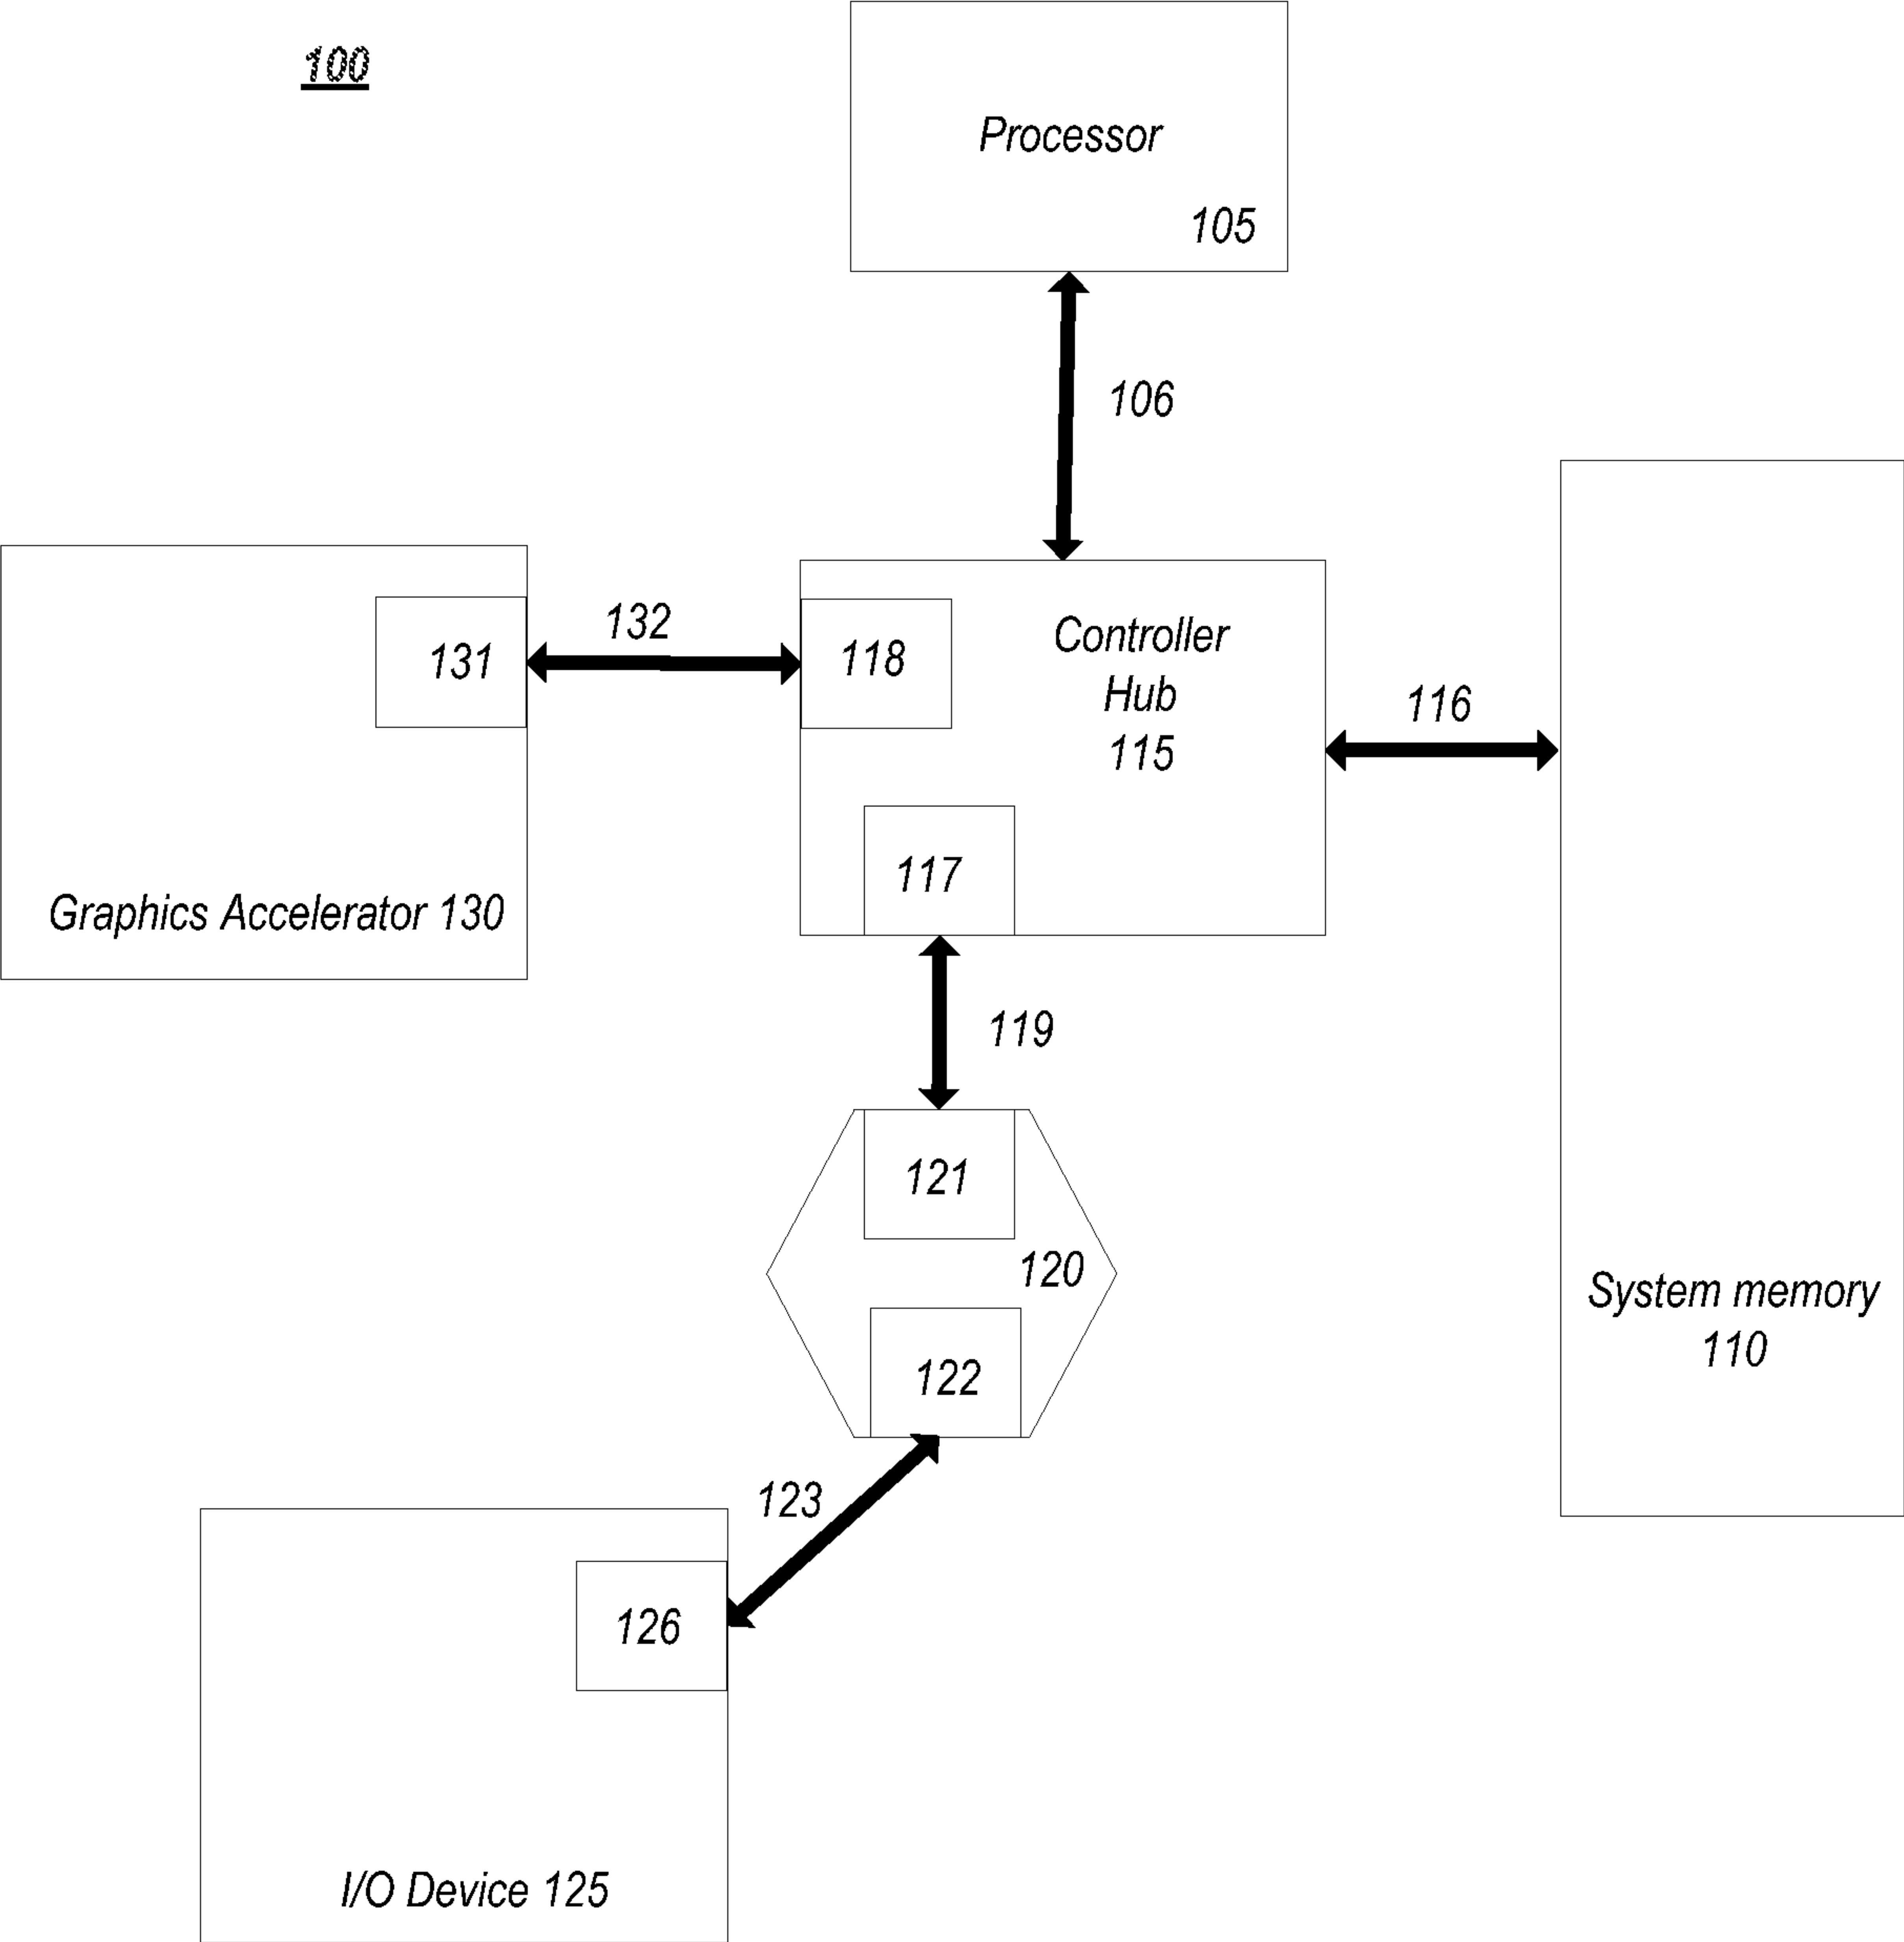 100
Processor
105
106
132
131
118
Controller
Hub
115
116
117
Graphics Accelerator 130
119
121
120
System memory
110
122
123
126
I/O Device 125